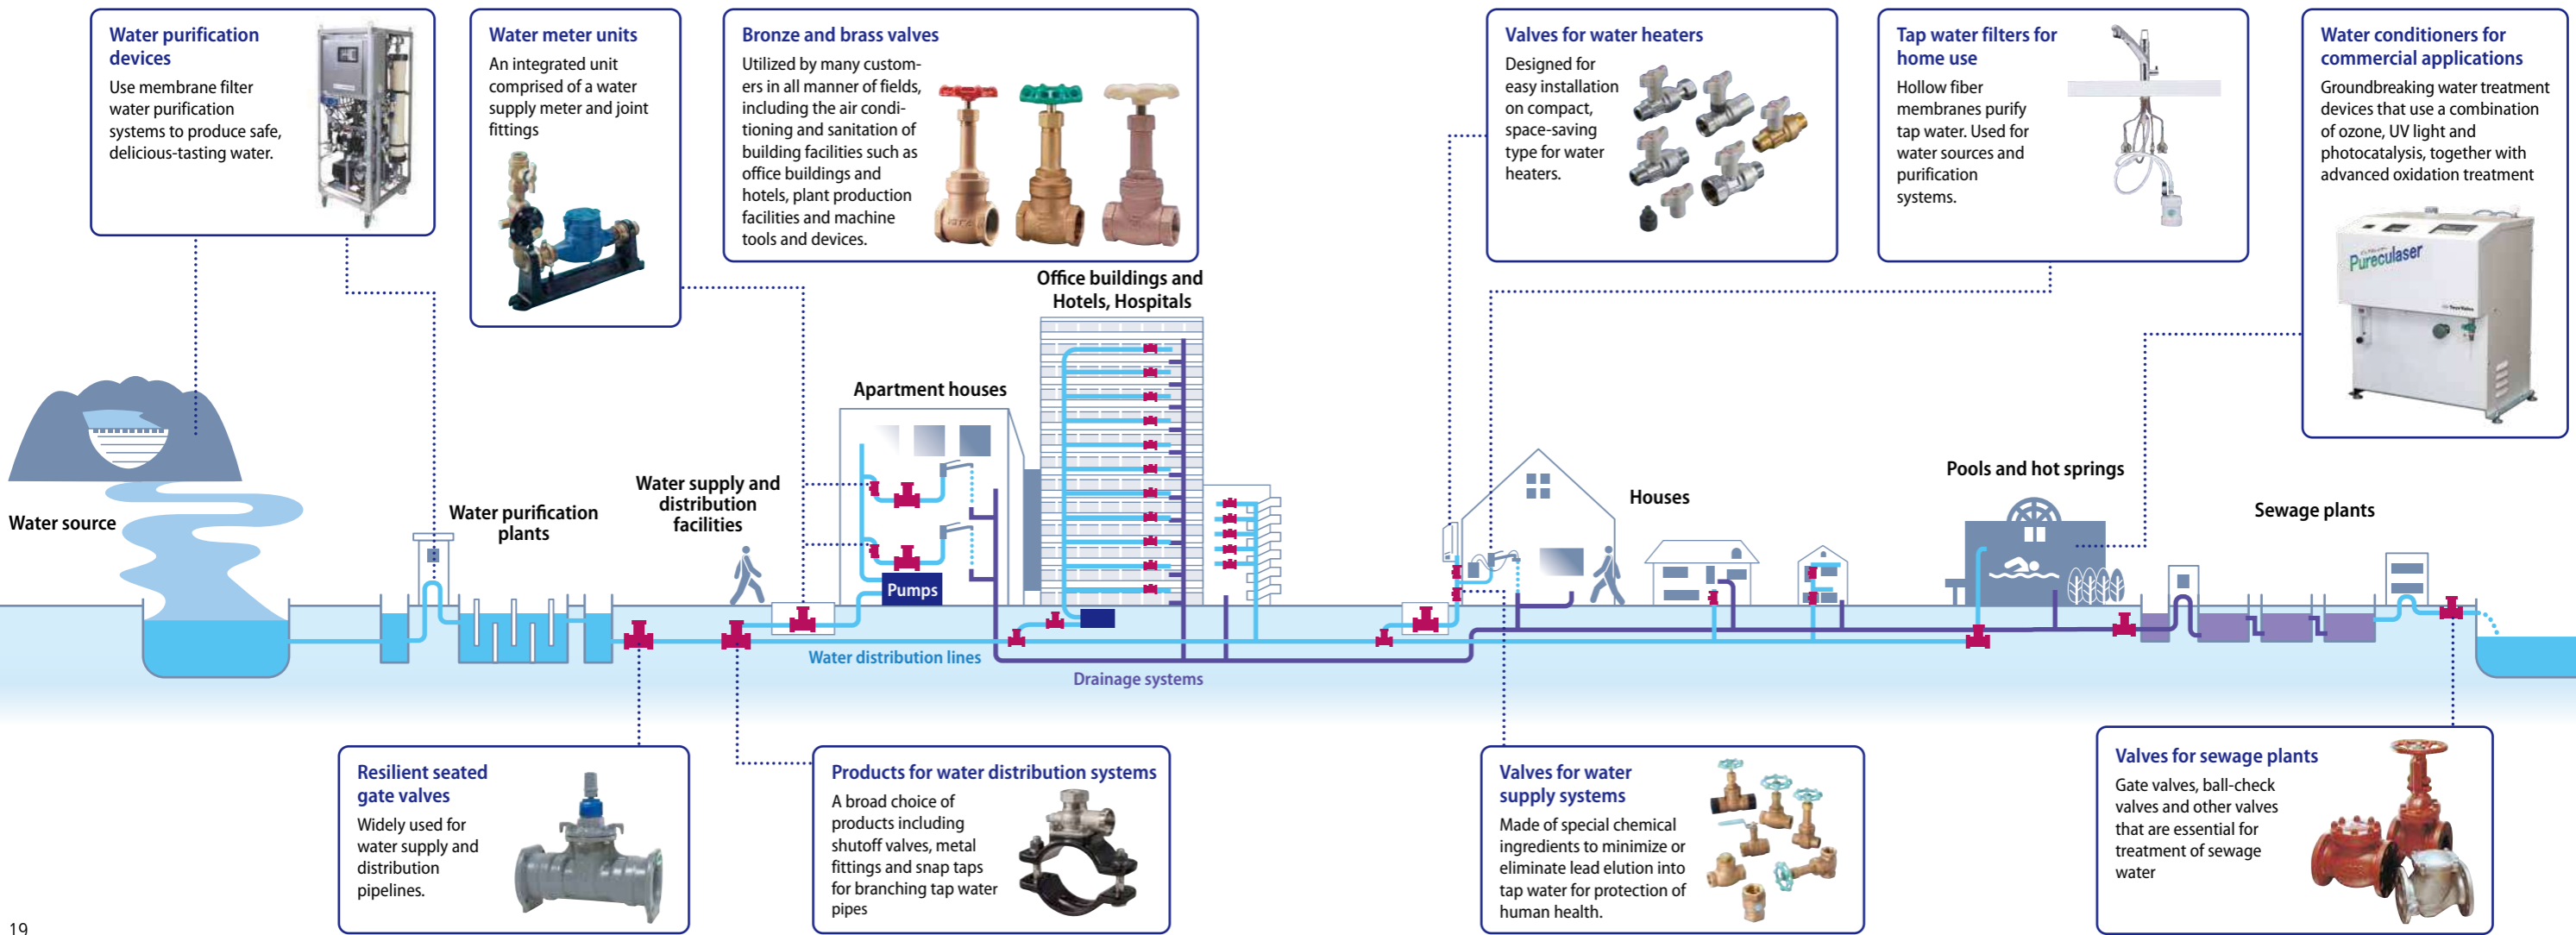 Water purification
devices
Use membrane filter
water purification
systems to produce safe,
delicious-tasting water.
Water meter units
An integrated unit
comprised of a water
supply meter and joint
fittings
Bronze and brass valves
Utilized by many custom-
ers in all manner of fields,
including the air condi-
tioning and sanitation of
building facilities such as
office buildings and
hotels, plant production
facilities and machine
tools and devices.
Valves for water heaters
Designed for
easy installation
on compact,
space-saving
type for water
heaters.
Tap water filters for
home use
Hollow fiber
membranes purify
tap water. Used for
water sources and
purification
systems.
Water conditioners for
commercial applications
Groundbreaking water treatment
devices that use a combination
of ozone, UV light and
photocatalysis, together with
advanced oxidation treatment
Pureculaser
Office buildings and
Hotels, Hospitals
Apartment houses
Water supply and
distribution
facilities
Water source
Water purification
plants
Pumps
Houses
Pools and hot springs
Sewage plants
Water distribution lines
Drainage systems
Resilient seated
gate valves
Widely used for
water supply and
distribution
pipelines.
Products for water distribution systems
A broad choice of
products including
shutoff valves, metal
fittings and snap taps
for branching tap water
pipes
Valves for water
supply systems
Made of special chemical
ingredients to minimize or
eliminate lead elution into
tap water for protection of
human health.
Valves for sewage plants
Gate valves, ball-check
valves and other valves
that are essential for
treatment of sewage
water
19